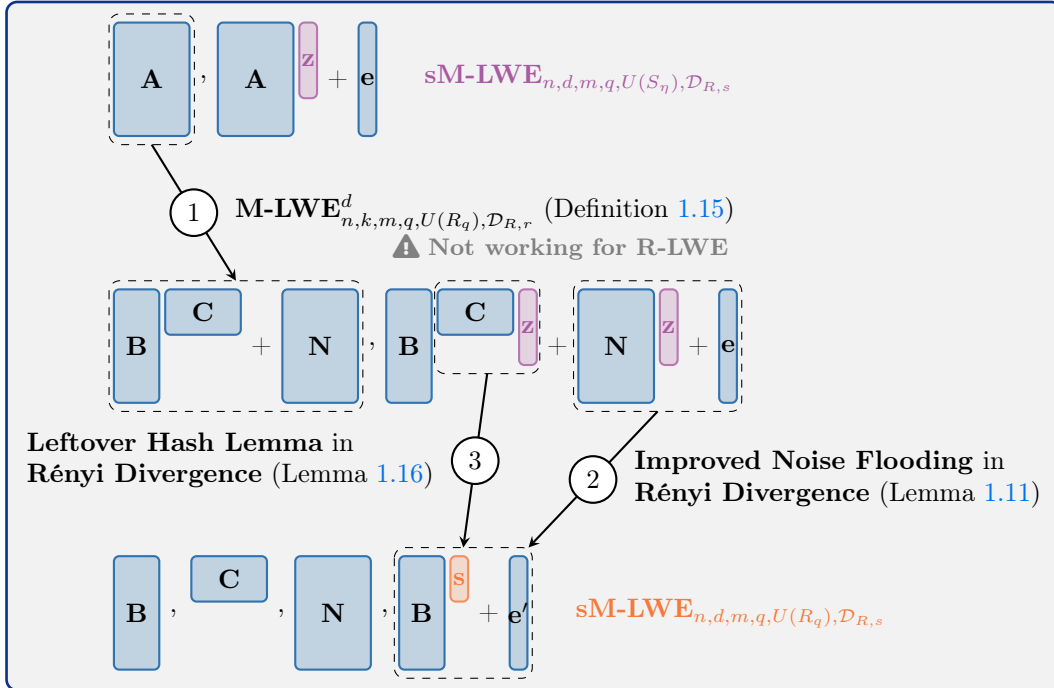 A , A z + e sM-LWE_{n,d,m,q,U(S_η),𝒟_{R,s}}
1 M-LWE^d_{n,k,m,q,U(R_q),𝒟_{R,r}} (Definition 1.15)
Not working for R-LWE
B C + N , B C z + N z + e
Leftover Hash Lemma in
Rényi Divergence (Lemma 1.16)
3
2
Improved Noise Flooding in
Rényi Divergence (Lemma 1.11)
B , C , N , B s + e′ sM-LWE_{n,d,m,q,U(R_q),𝒟_{R,s}}